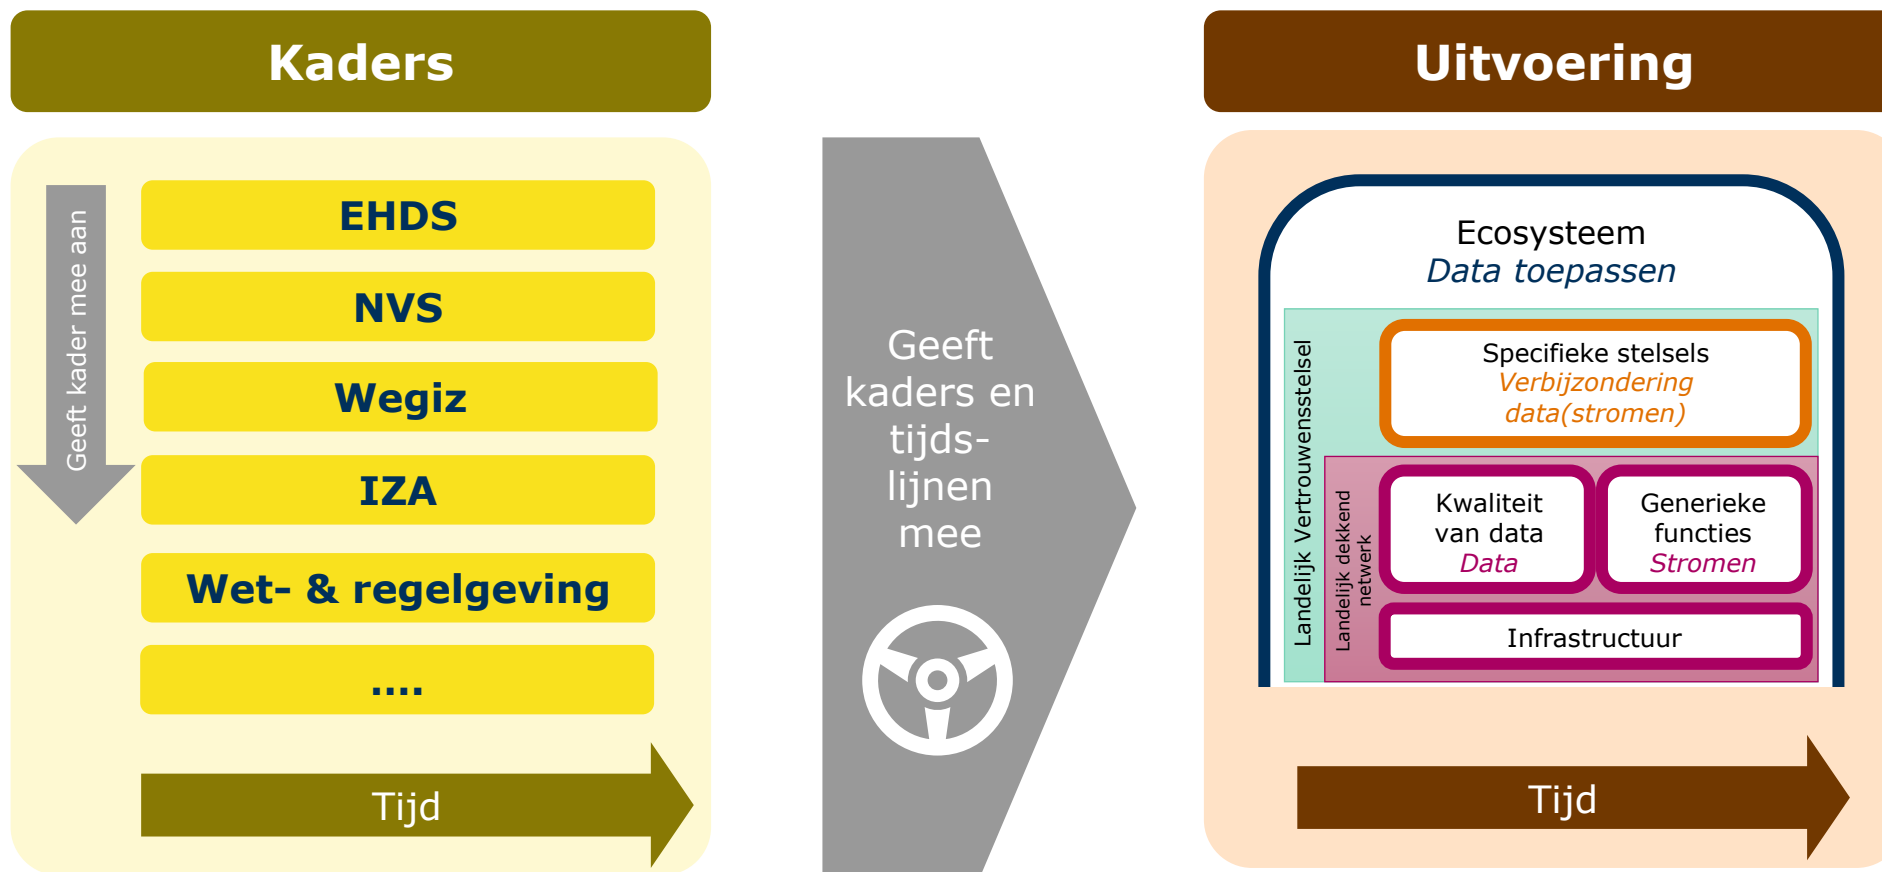 Kaders
Geeft kader mee aan
EHDS
NVS
Wegiz
IZA
Wet- & regelgeving
....
Tijd
Geeft
kaders en
tijds-
lijnen
mee
Uitvoering
Ecosysteem
Data toepassen
Landelijk Vertrouwensstelsel
Specifieke stelsels
Verbijzondering
data(stromen)
Landelijk dekkend
netwerk
Kwaliteit
van data
Data
Generieke
functies
Stromen
Infrastructuur
Tijd